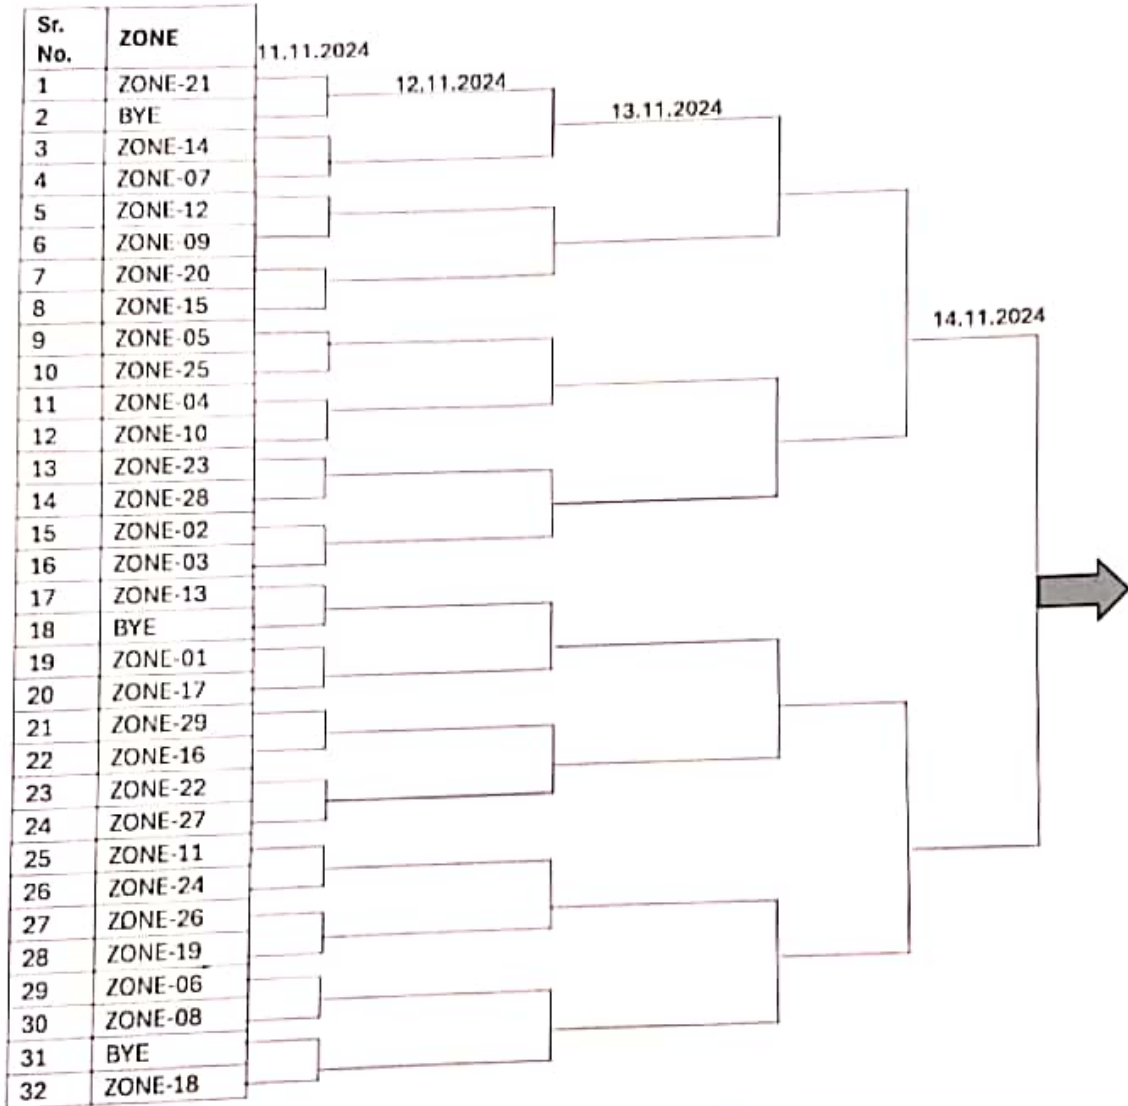 Sr. No. ZONE
11.11.2024
12.11.2024
13.11.2024
14.11.2024
1 ZONE-21
2 BYE
3 ZONE-14
4 ZONE-07
5 ZONE-12
6 ZONE-09
7 ZONE-20
8 ZONE-15
9 ZONE-05
10 ZONE-25
11 ZONE-04
12 ZONE-10
13 ZONE-23
14 ZONE-28
15 ZONE-02
16 ZONE-03
17 ZONE-13
18 BYE
19 ZONE-01
20 ZONE-17
21 ZONE-29
22 ZONE-16
23 ZONE-22
24 ZONE-27
25 ZONE-11
26 ZONE-24
27 ZONE-26
28 ZONE-19
29 ZONE-06
30 ZONE-08
31 BYE
32 ZONE-18